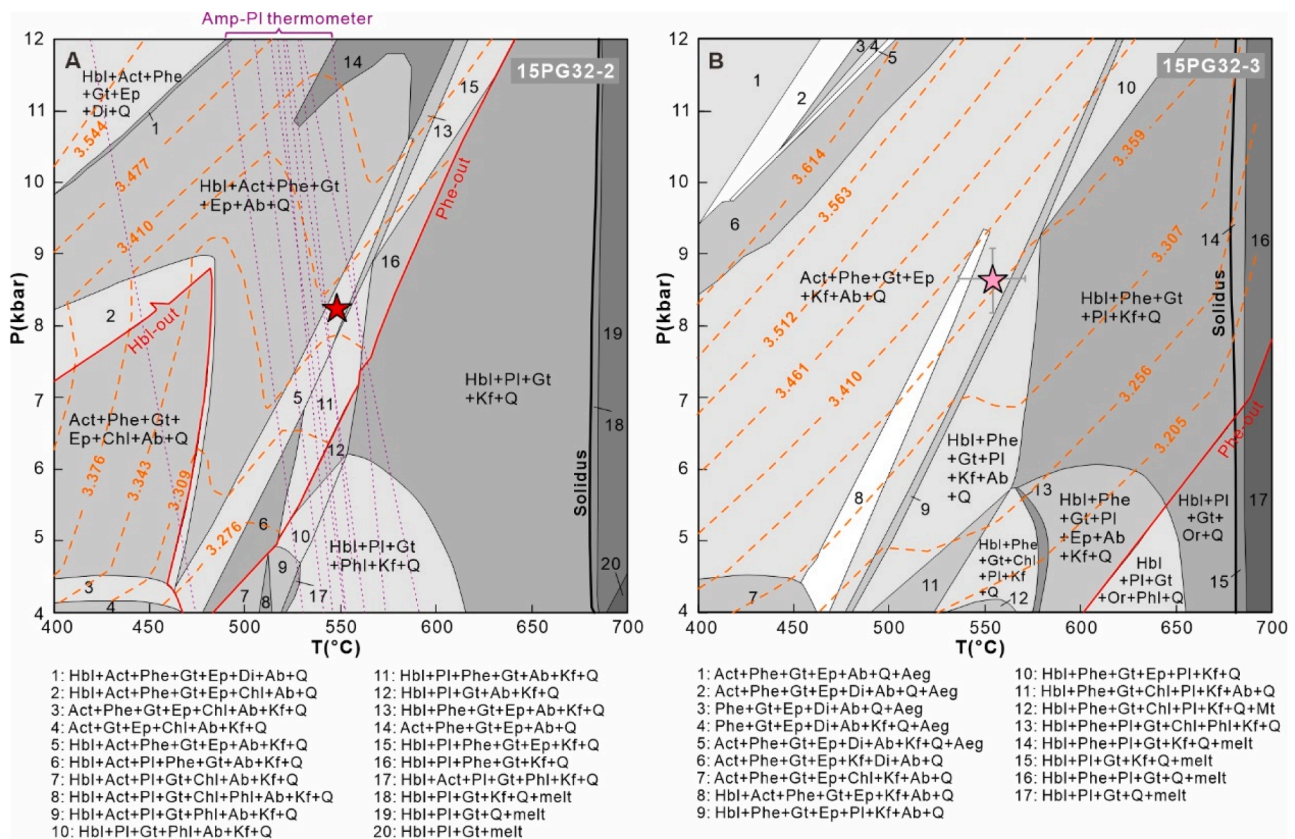 Amp-Pl thermometer
A
15PG32-2
Hbl+Act+Phe
+Gt+Ep
+Di+Q
1
14
15
13
3.544
3.477
3.410
Hbl+Act+Phe+Gt
+Ep+Ab+Q
Phe-out
16
2
Hbl-out
Act+Phe+Gt+
Ep+Chl+Ab+Q
3.376
3.343
3.309
3.276
5
11
12
6
10
9
7
8
17
3
4
Hbl+Pl+Gt
+Kf+Q
Hbl+Pl+Gt
+Phl+Kf+Q
Solidus
19
18
20
P(kbar)
12
11
10
9
8
7
6
5
4
400
450
500
550
600
650
700
T(°C)
1: Hbl+Act+Phe+Gt+Ep+Di+Ab+Q
2: Hbl+Act+Phe+Gt+Ep+Chl+Ab+Q
3: Act+Phe+Gt+Ep+Chl+Ab+Kf+Q
4: Act+Gt+Ep+Chl+Ab+Kf+Q
5: Hbl+Act+Phe+Gt+Ep+Ab+Kf+Q
6: Hbl+Act+Pl+Phe+Gt+Ab+Kf+Q
7: Hbl+Act+Pl+Gt+Chl+Ab+Kf+Q
8: Hbl+Act+Pl+Gt+Chl+Phl+Ab+Kf+Q
9: Hbl+Act+Pl+Gt+Phl+Ab+Kf+Q
10: Hbl+Pl+Gt+Phl+Ab+Kf+Q
11: Hbl+Pl+Phe+Gt+Ab+Kf+Q
12: Hbl+Pl+Gt+Ab+Kf+Q
13: Hbl+Phe+Gt+Ep+Ab+Kf+Q
14: Act+Phe+Gt+Ep+Ab+Q
15: Hbl+Pl+Phe+Gt+Ep+Kf+Q
16: Hbl+Pl+Phe+Gt+Kf+Q
17: Hbl+Act+Pl+Gt+Phl+Kf+Q
18: Hbl+Pl+Gt+Kf+Q+melt
19: Hbl+Pl+Gt+Q+melt
20: Hbl+Pl+Gt+melt
B
15PG32-3
1
2
3
4
5
6
10
3.614
3.563
3.512
3.461
3.410
3.359
3.307
3.256
3.205
Act+Phe+Gt+Ep
+Kf+Ab+Q
Hbl+Phe+Gt
+Pl+Kf+Q
Solidus
14
16
Phe-out
8
9
Hbl+Phe
+Gt+Pl
+Kf+Ab
+Q
13
Hbl+Phe
+Gt+Pl
+Ep+Ab
+Kf+Q
Hbl+Pl
+Gt+
Or+Q
17
Hbl+Phe
+Gt+Chl
+Pl+Kf
+Q
7
11
12
Hbl
+Pl+Gt
+Or+Phl+Q
15
P(kbar)
12
11
10
9
8
7
6
5
4
400
450
500
550
600
650
700
T(°C)
1: Act+Phe+Gt+Ep+Ab+Q+Aeg
2: Act+Phe+Gt+Ep+Di+Ab+Q+Aeg
3: Phe+Gt+Ep+Di+Ab+Q+Aeg
4: Phe+Gt+Ep+Di+Ab+Kf+Q+Aeg
5: Act+Phe+Gt+Ep+Di+Ab+Kf+Q+Aeg
6: Act+Phe+Gt+Ep+Kf+Di+Ab+Q
7: Act+Phe+Gt+Ep+Chl+Kf+Ab+Q
8: Hbl+Act+Phe+Gt+Ep+Kf+Ab+Q
9: Hbl+Phe+Gt+Ep+Pl+Kf+Ab+Q
10: Hbl+Phe+Gt+Ep+Pl+Kf+Q
11: Hbl+Phe+Gt+Chl+Pl+Kf+Ab+Q
12: Hbl+Phe+Gt+Chl+Pl+Kf+Q+Mt
13: Hbl+Phe+Pl+Gt+Chl+Phl+Kf+Q
14: Hbl+Phe+Pl+Gt+Kf+Q+melt
15: Hbl+Pl+Gt+Kf+Q+melt
16: Hbl+Phe+Pl+Gt+Q+melt
17: Hbl+Pl+Gt+Q+melt